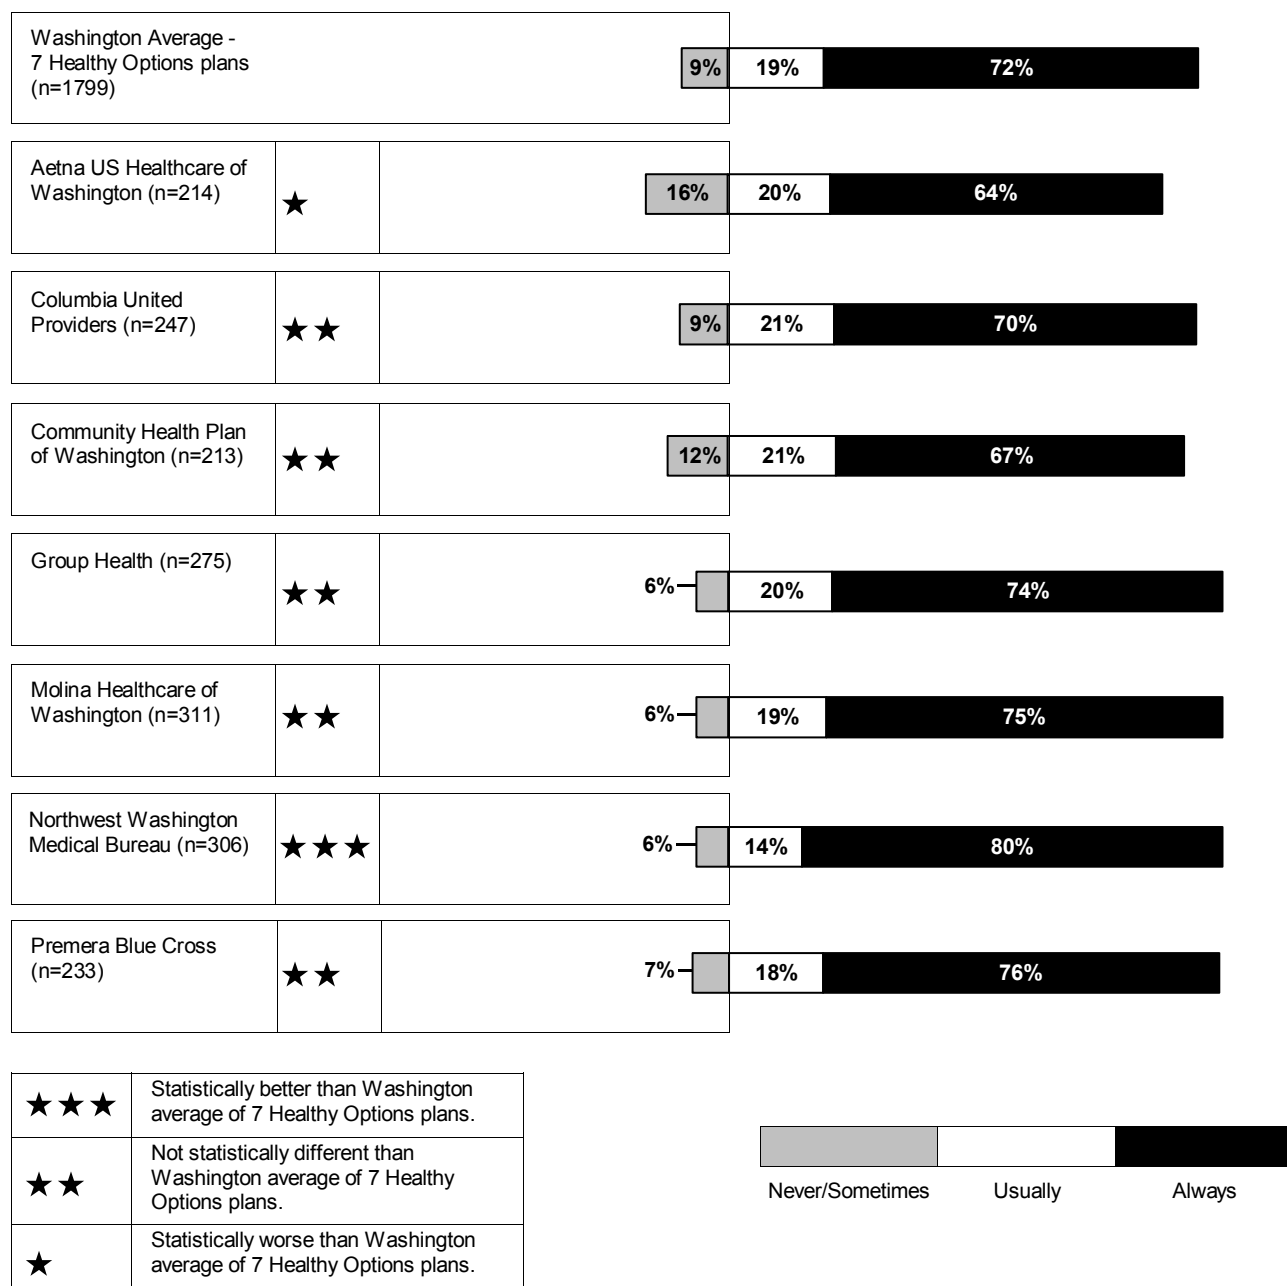 Washington Average -
7 Healthy Options plans
(n=1799)
9% 19% 72%
Aetna US Healthcare of
Washington (n=214)
★
16% 20% 64%
Columbia United
Providers (n=247)
★★
9% 21% 70%
Community Health Plan
of Washington (n=213)
★★
12% 21% 67%
Group Health (n=275)
★★
6% 20% 74%
Molina Healthcare of
Washington (n=311)
★★
6% 19% 75%
Northwest Washington
Medical Bureau (n=306)
★★★
6% 14% 80%
Premera Blue Cross
(n=233)
★★
7% 18% 76%
★★★
Statistically better than Washington
average of 7 Healthy Options plans.
★★
Not statistically different than
Washington average of 7 Healthy
Options plans.
★
Statistically worse than Washington
average of 7 Healthy Options plans.
Never/Sometimes Usually Always